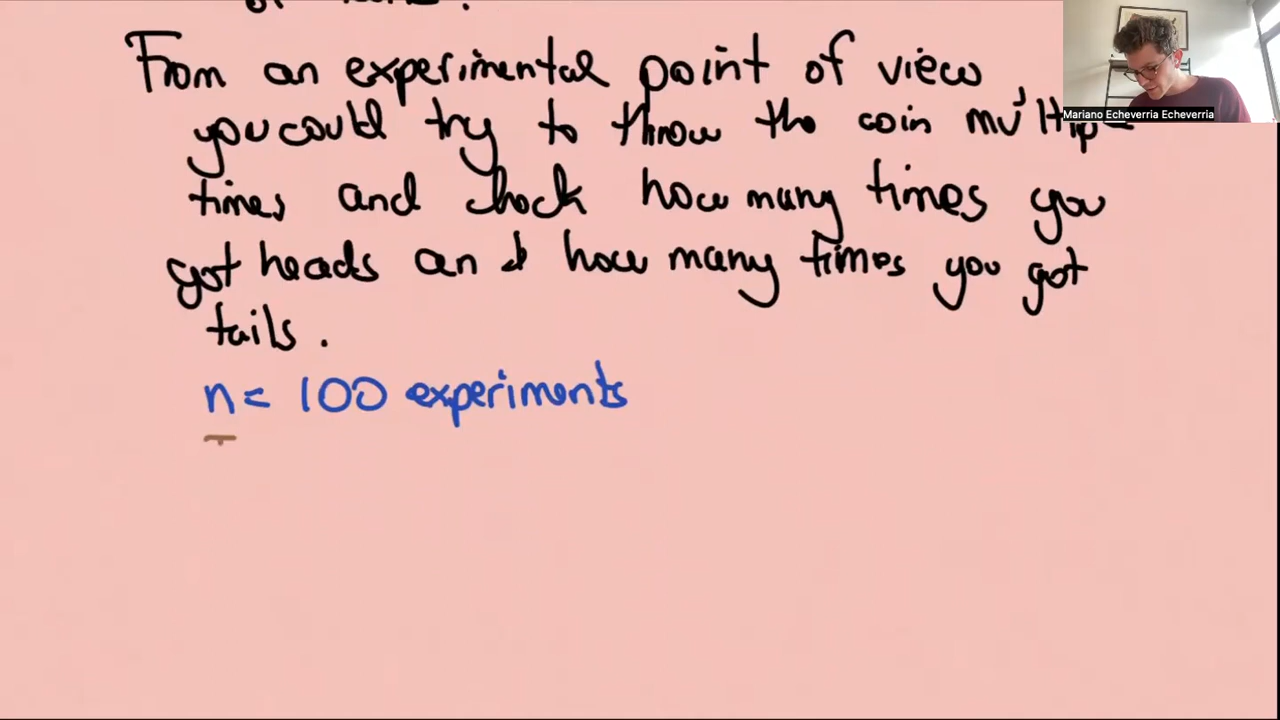 From an experimental point of view
Mariano Echeverria Echeverria
you could try to throw the coin
times and check how many times you
got heads and how many times you got
tails.
n= 100 experiments